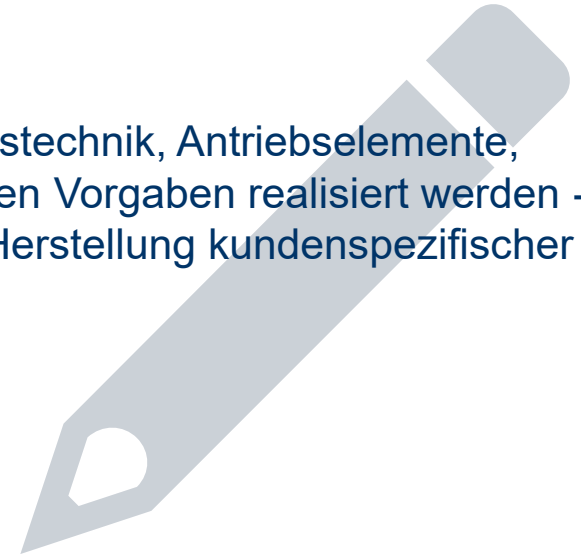 stechnik, Antriebselemente,
en Vorgaben realisiert werden -
Herstellung kundenspezifischer